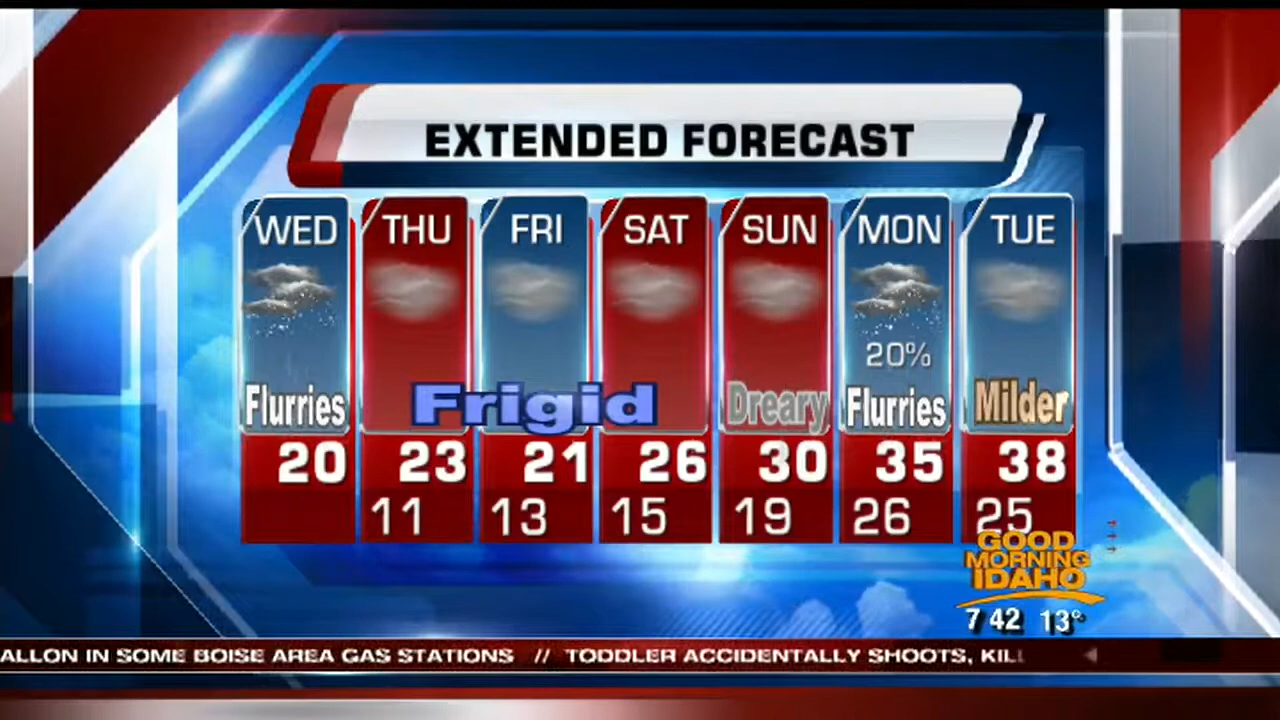 EXTENDED FORECAST
WED THU FRI SAT SUN MON TUE
20%
Flurries Frigid Dreary Flurries Milder
20 23 21 26 30 35 38
11 13 15 19 26 25
GOOD
MORNING
IDAHO
7 42 13°
ALLON IN SOME BOISE AREA GAS STATIONS // TODDLER ACCIDENTALLY SHOOTS, KIL